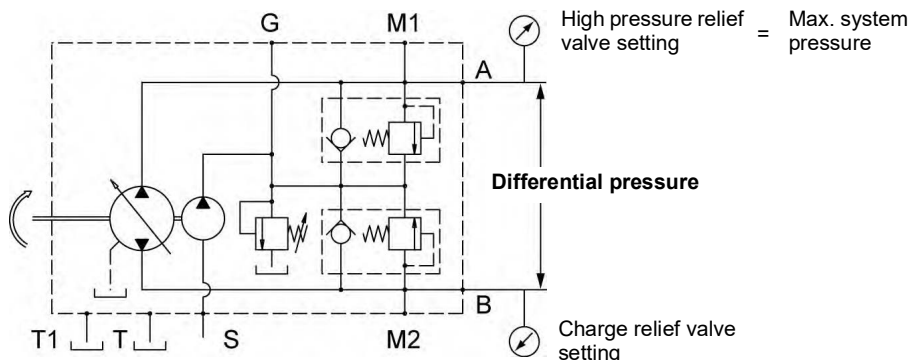 G
M1
High pressure relief
valve setting
=
Max. system
pressure
A
Differential pressure
B
T1
T
S
M2
Charge relief valve
setting